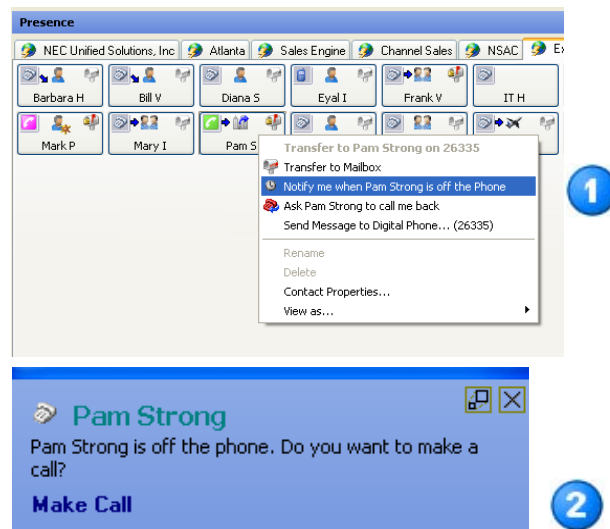 Presence
NEC Unified Solutions, Inc Atlanta Sales Engine Channel Sales NSAC Ex
Barbara H Bill V Diana S Eyal I Frank V IT H
Mark P Mary I Pam S
Transfer to Pam Strong on 26335
Transfer to Mailbox
Notify me when Pam Strong is off the Phone
Ask Pam Strong to call me back
Send Message to Digital Phone... (26335)
Rename
Delete
Contact Properties...
View as...
1
Pam Strong
Pam Strong is off the phone. Do you want to make a
call?
Make Call
2